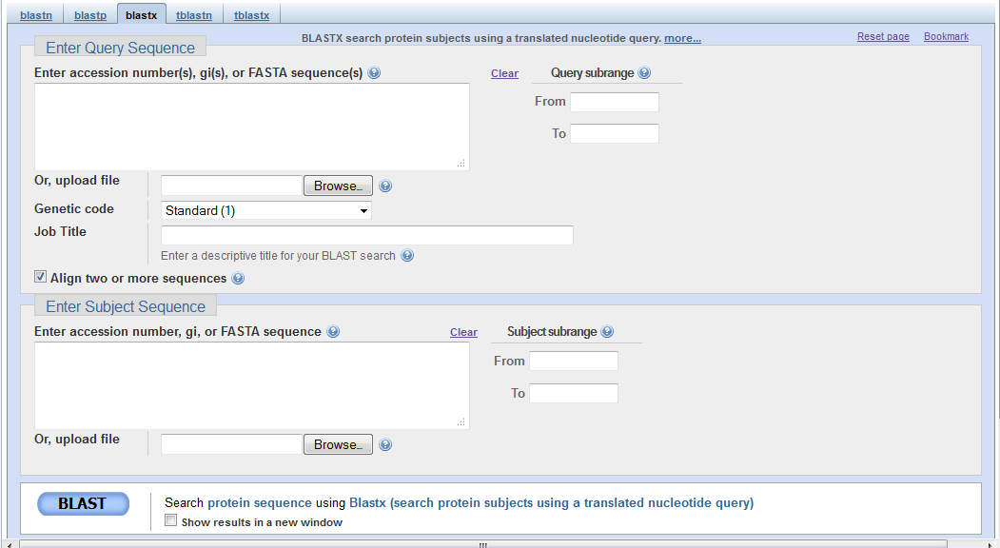 blastn blastp blastx tblastn tblastx
BLASTX search protein subjects using a translated nucleotide query. more... Reset page Bookmark
Enter Query Sequence
Enter accession number(s), gi(s), or FASTA sequence(s) Clear Query subrange
From
To
Or, upload file Browse...
Genetic code Standard (1)
Job Title
Enter a descriptive title for your BLAST search
Align two or more sequences
Enter Subject Sequence
Enter accession number, gi, or FASTA sequence Clear Subject subrange
From
To
Or, upload file Browse...
BLAST Search protein sequence using Blastx (search protein subjects using a translated nucleotide query)
Show results in a new window